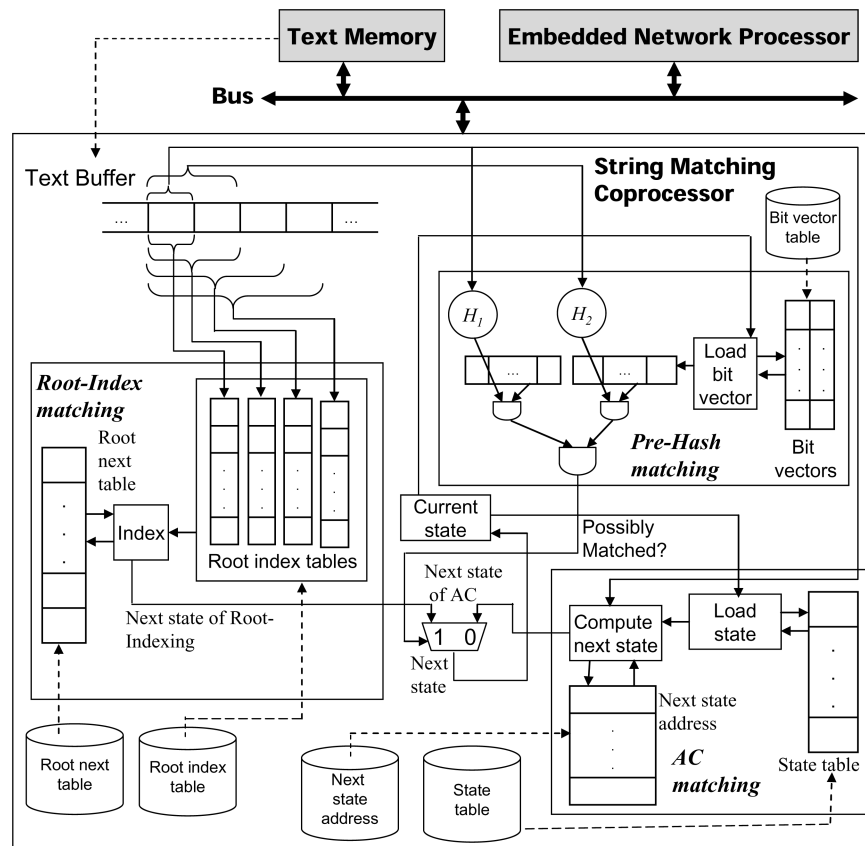 Text Memory
Embedded Network Processor
Bus
Text Buffer
String Matching
Coprocessor
Bit vector
table
...
...
H1
H2
...
...
Load
bit
vector
Bit
vectors
Pre-Hash
matching
Root-Index
matching
Root
next
table
Index
Root index tables
Next state of Root-
Indexing
Current
state
Possibly
Matched?
Next state
of AC
1 0
Next
state
Compute
next state
Load
state
Next state
address
AC
matching
State table
Root next
table
Root index
table
Next
state
address
State
table